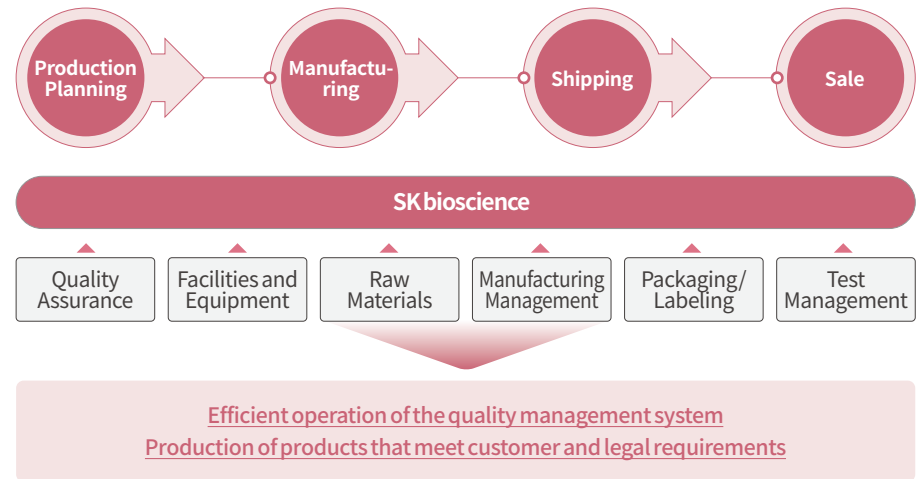 Production
Planning
Manufactu-
ring
Shipping
Sale
SK bioscience
Quality
Assurance
Facilities and
Equipment
Raw
Materials
Manufacturing
Management
Packaging/
Labeling
Test
Management
Efficient operation of the quality management system
Production of products that meet customer and legal requirements